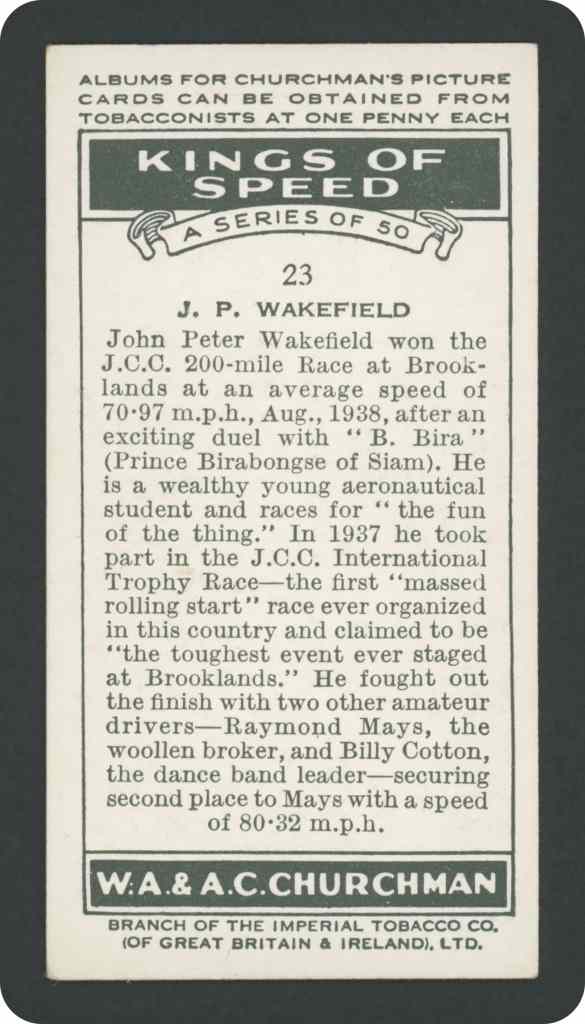 ALBUMS FOR CHURCHMAN'S PICTURE
CARDS CAN BE OBTAINED FROM
TOBACCONISTS AT ONE PENNY EACH
KINGS OF
SPEED
A SERIES OF 50
23
J. P. WAKEFIELD
John Peter Wakefield won the
J.C.C. 200-mile Race at Brook-
lands at an average speed of
70·97 m.p.h., Aug., 1938, after an
exciting duel with "B. Bira"
(Prince Birabongse of Siam). He
is a wealthy young aeronautical
student and races for "the fun
of the thing." In 1937 he took
part in the J.C.C. International
Trophy Race—the first "massed
rolling start" race ever organized
in this country and claimed to be
"the toughest event ever staged
at Brooklands." He fought out
the finish with two other amateur
drivers—Raymond Mays, the
woollen broker, and Billy Cotton,
the dance band leader—securing
second place to Mays with a speed
of 80·32 m.p.h.
W.A.& A.C.CHURCHMAN
BRANCH OF THE IMPERIAL TOBACCO CO.
(OF GREAT BRITAIN & IRELAND), LTD.